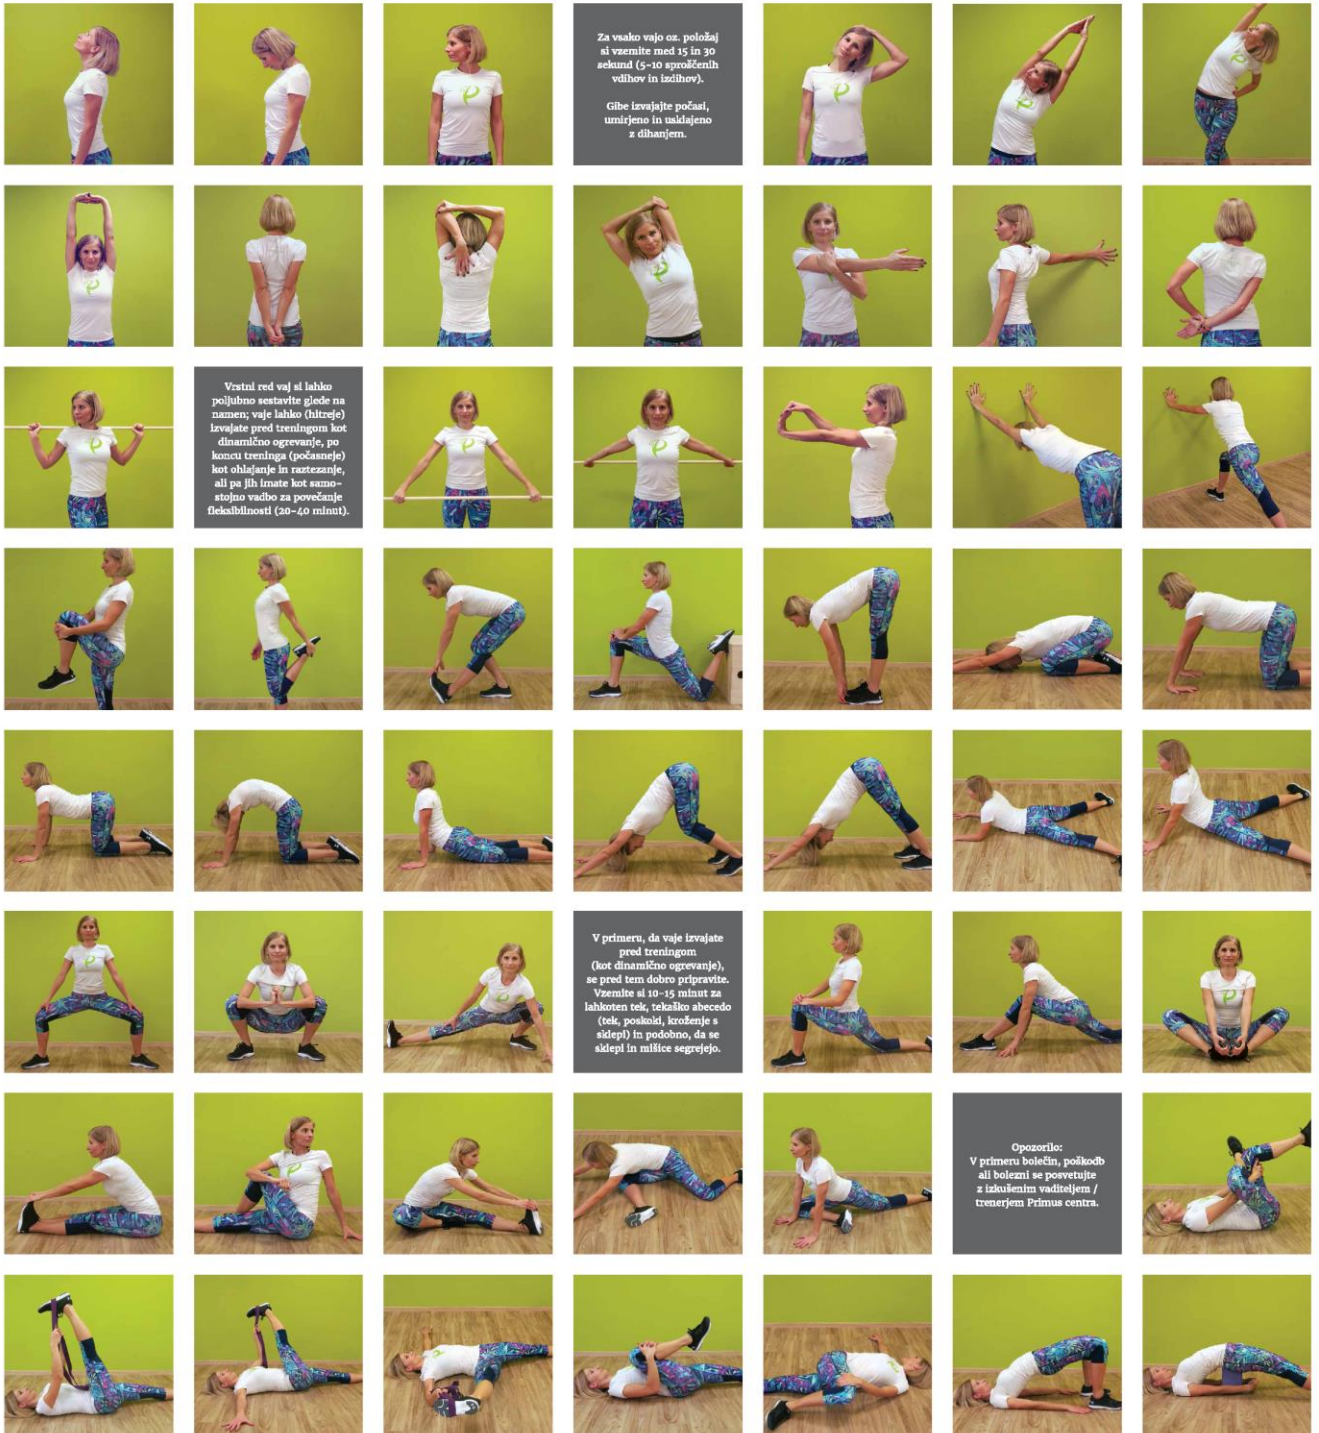 Za vsako vajo oz. položaj
si vzemite med 15 in 30
sekund (5–10 sproščenih
vdihov in izdihov).
Gibe izvajajte počasi,
umirjeno in usklajeno
z dihanjem.
Vrstni red vaj si lahko
poljubno sestavite glede na
namen; vaje lahko (hitreje)
izvajate pred treningom kot
dinamično ogrevanje, po
koncu treninga (počasneje)
kot ohlajanje in raztezanje,
ali pa jih imate kot samo-
stojno vadbo za povečanje
fleksibilnosti (20–40 minut).
V primeru, da vaje izvajate
pred treningom
(kot dinamično ogrevanje),
se pred tem dobro pripravite.
Vzemite si 10–15 minut za
lahkoten tek, tekaško abecedo
(tek, poskoki, kroženje s
sklepi) in podobno, da se
sklepi in mišice segrejejo.
Opozorilo:
V primeru bolečin, poškodb
ali bolezni se posvetujte
z izkušenim vaditeljem /
trenerjem Primus centra.